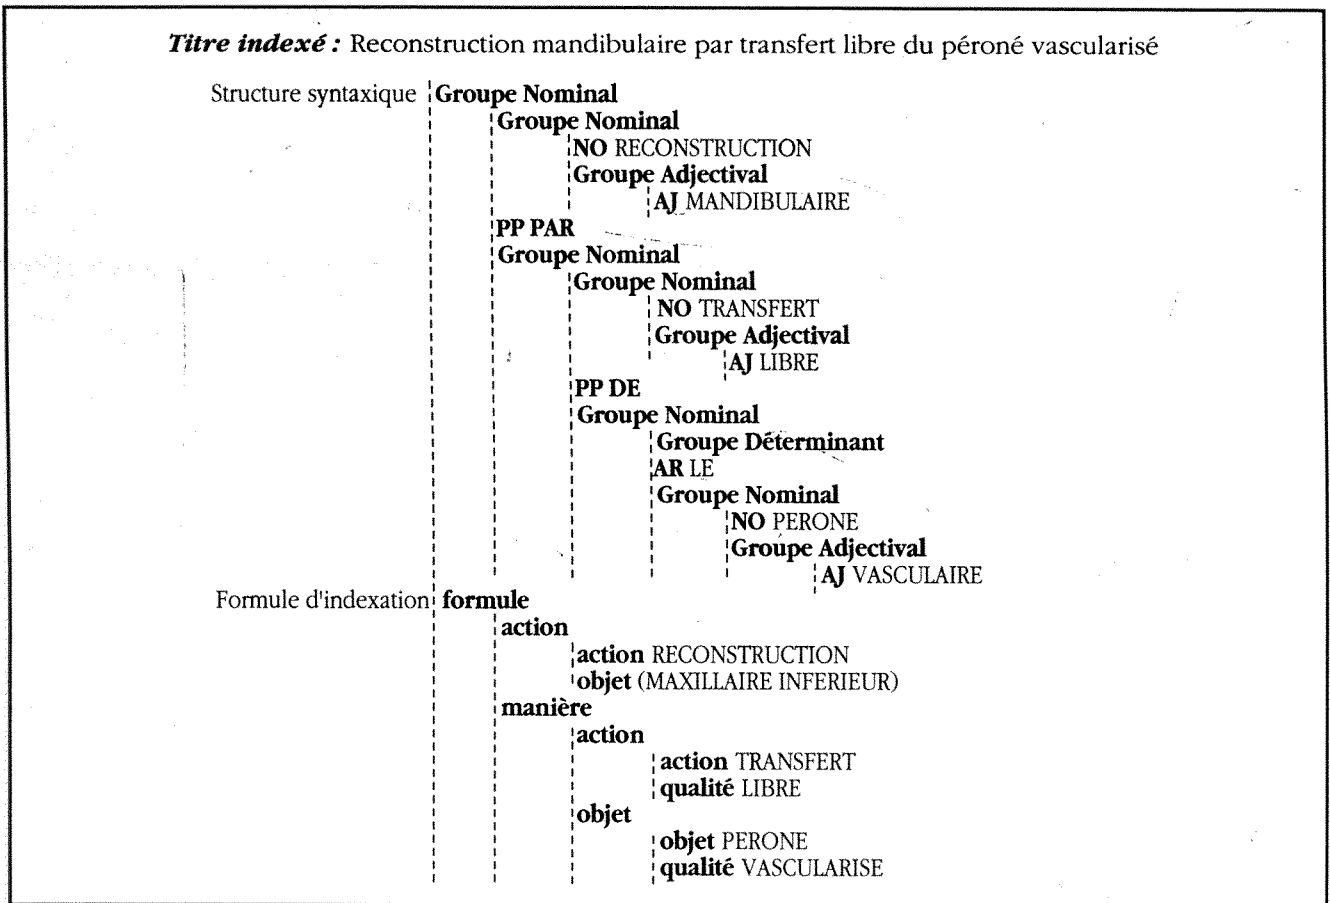 Titre indexé : Reconstruction mandibulaire par transfert libre du péroné vascularisé
Structure syntaxique Groupe Nominal
Groupe Nominal
NO RECONSTRUCTION
Groupe Adjectival
AJ MANDIBULAIRE
PP PAR
Groupe Nominal
Groupe Nominal
NO TRANSFERT
Groupe Adjectival
AJ LIBRE
PP DE
Groupe Nominal
Groupe Déterminant
AR LE
Groupe Nominal
NO PERONE
Groupe Adjectival
AJ VASCULAIRE
Formule d'indexation formule
action
action RECONSTRUCTION
objet (MAXILLAIRE INFERIEUR)
manière
action
action TRANSFERT
qualité LIBRE
objet
objet PERONE
qualité VASCULARISE